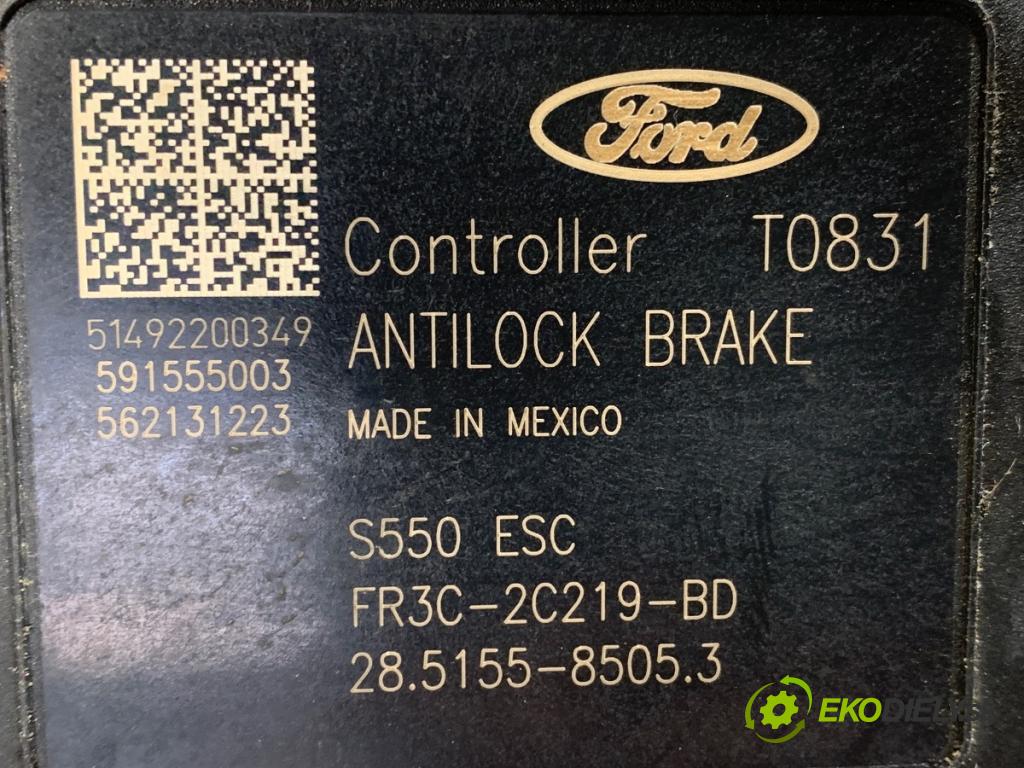 Ford
Controller T0831
51492200349
591555003
562131223
ANTILOCK BRAKE
MADE IN MEXICO
S550 ESC
FR3C-2C219-BD
28.5155-8505.3
EKODIELY